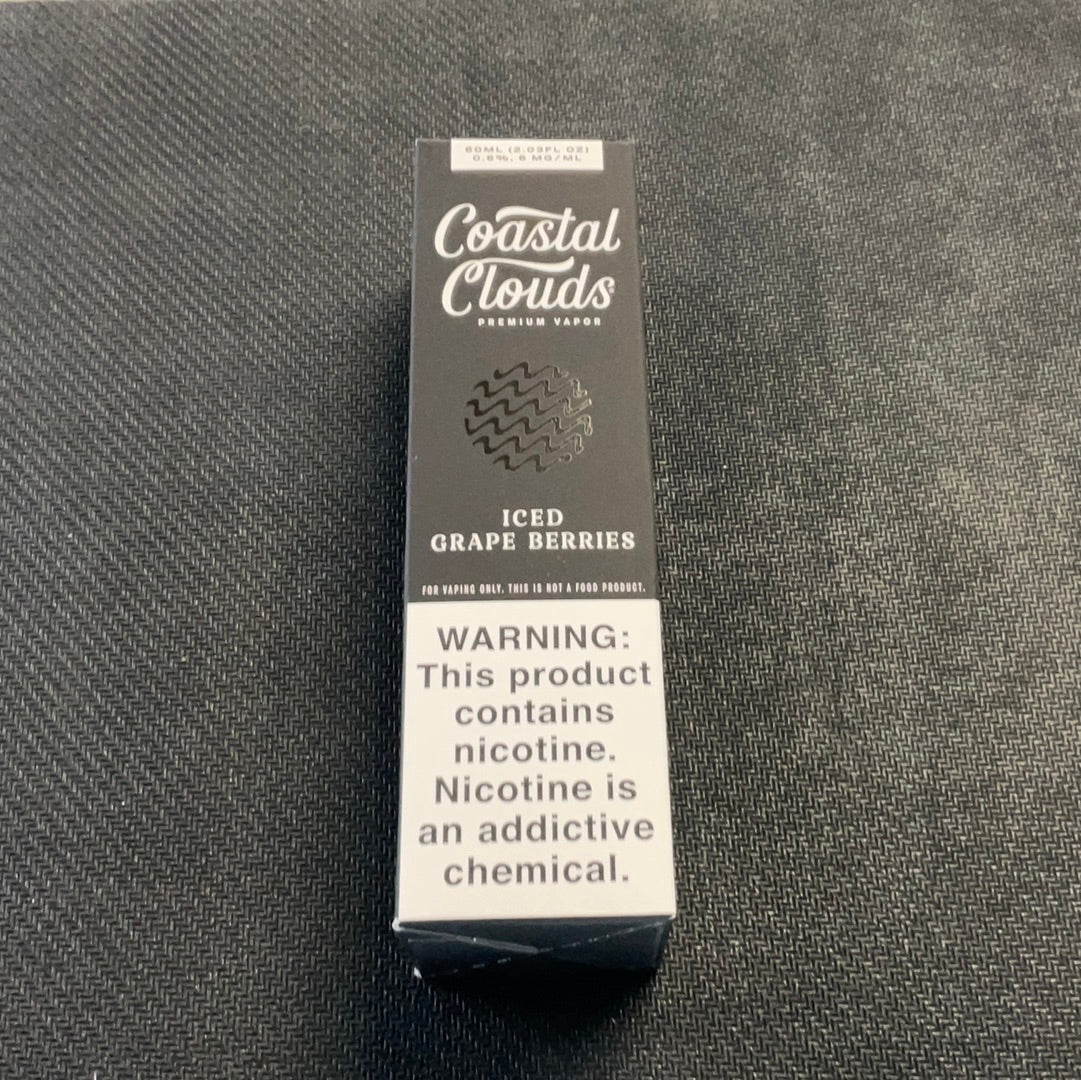 60ML (2.03FL OZ)
0.6%, 6 MG/ML
Coastal
Clouds
PREMIUM VAPOR
ICED
GRAPE BERRIES
FOR VAPING ONLY. THIS IS NOT A FOOD PRODUCT.
WARNING:
This product
contains
nicotine.
Nicotine is
an addictive
chemical.